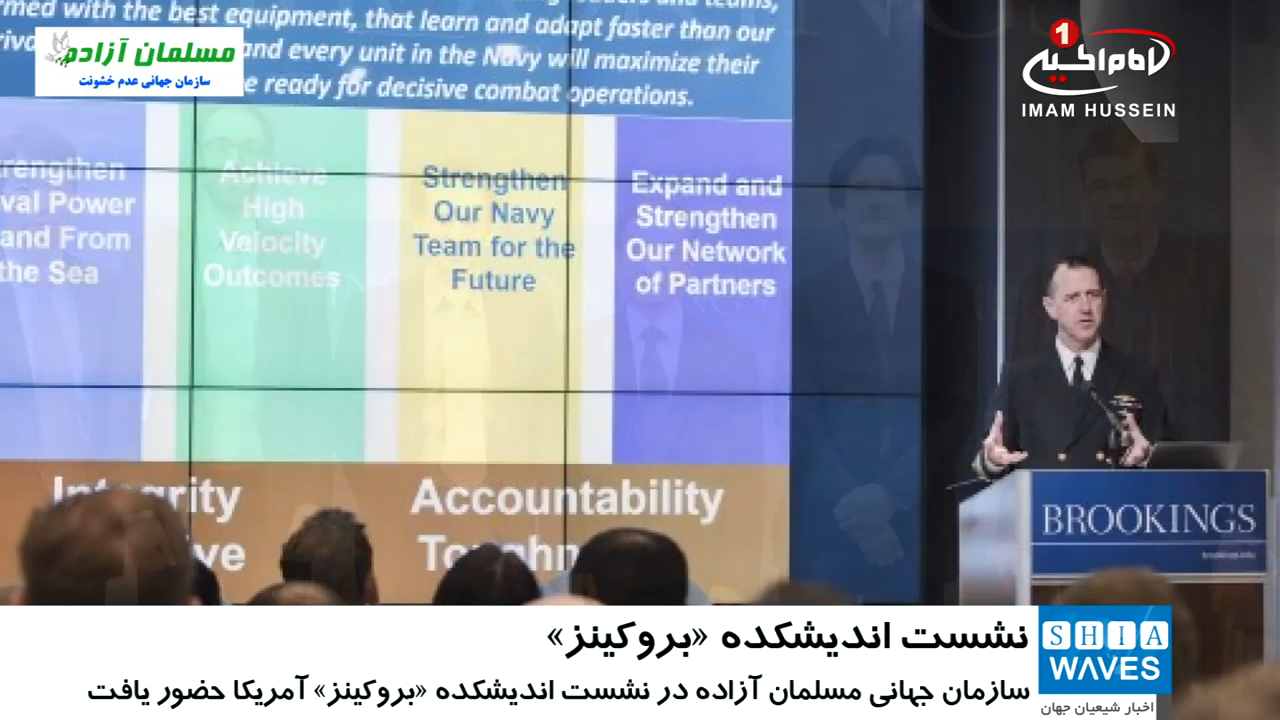 rmed with the best equipment, that learn and adapt faster than our
and every unit in the Navy will maximize their
e ready for decisive combat operations.
مسلمان آزاده
سازمان جهانی عدم خشونت
امام حسین 1
IMAM HUSSEIN
trengthen
val Power
and From
the Sea
Achieve
High
Velocity
Outcomes
Strengthen
Our Navy
Team for the
Future
Expand and
Strengthen
Our Network
of Partners
Integrity
Accountability
ive
BROOKINGS
نشست اندیشکده «بروکینز»
سازمان جهانی مسلمان آزاده در نشست اندیشکده «بروکینز» آمریکا حضور یافت
SHIA
WAVES
اخبار شیعیان جهان